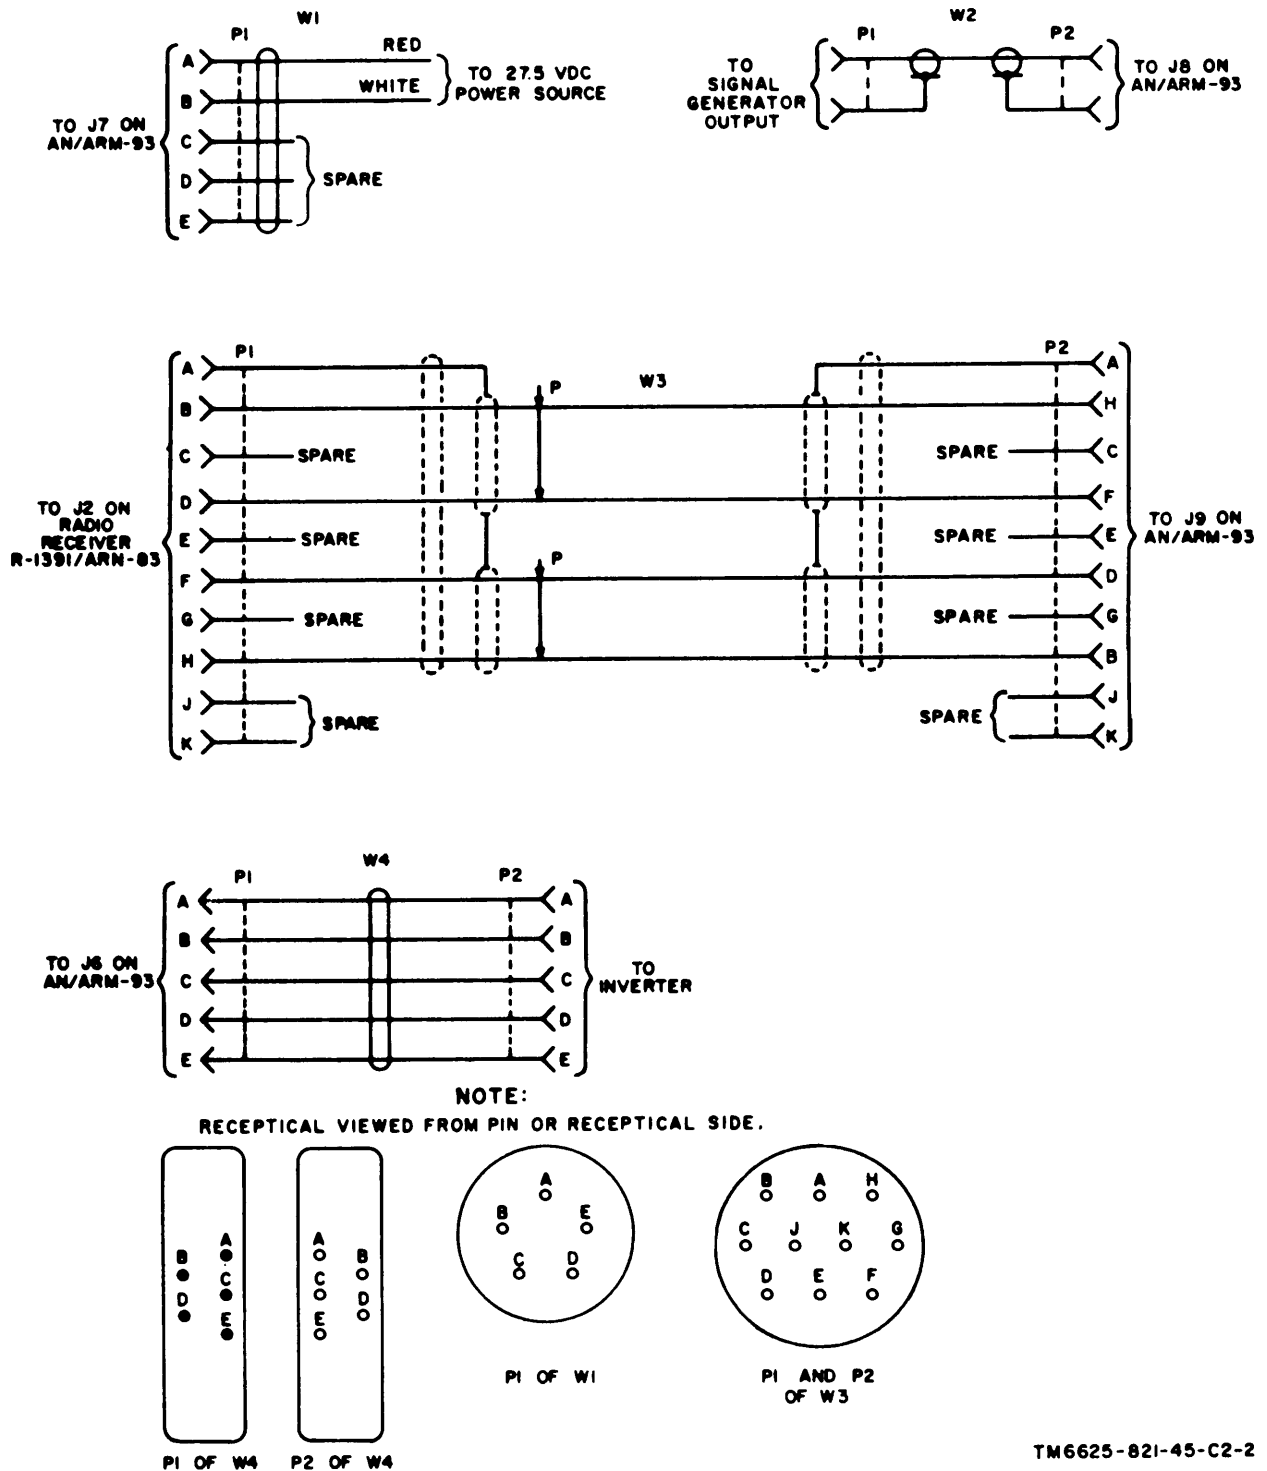 W1
P1
A
RED
B
WHITE
TO 27.5 VDC
POWER SOURCE
TO J7 ON
AN/ARM-93
C
D
SPARE
E
W2
P1
P2
TO
SIGNAL
GENERATOR
OUTPUT
TO J8 ON
AN/ARM-93
P1
W3
P2
A
A
P
B
H
C
SPARE
SPARE
C
D
F
TO J2 ON
RADIO
RECEIVER
R-1391/ARN-83
TO J9 ON
AN/ARM-93
E
SPARE
SPARE
E
P
F
D
G
SPARE
SPARE
G
H
B
J
J
SPARE
SPARE
K
K
W4
P1
P2
A
A
B
B
TO J6 ON
AN/ARM-93
C
C
TO
INVERTER
D
D
E
E
NOTE:
RECEPTICAL VIEWED FROM PIN OR RECEPTICAL SIDE.
A
B
C
D
E
P1 OF W4
A
B
C
D
E
P2 OF W4
A
B E
C D
P1 OF W1
B A H
C J K G
D E F
P1 AND P2
OF W3
TM6625-821-45-C2-2